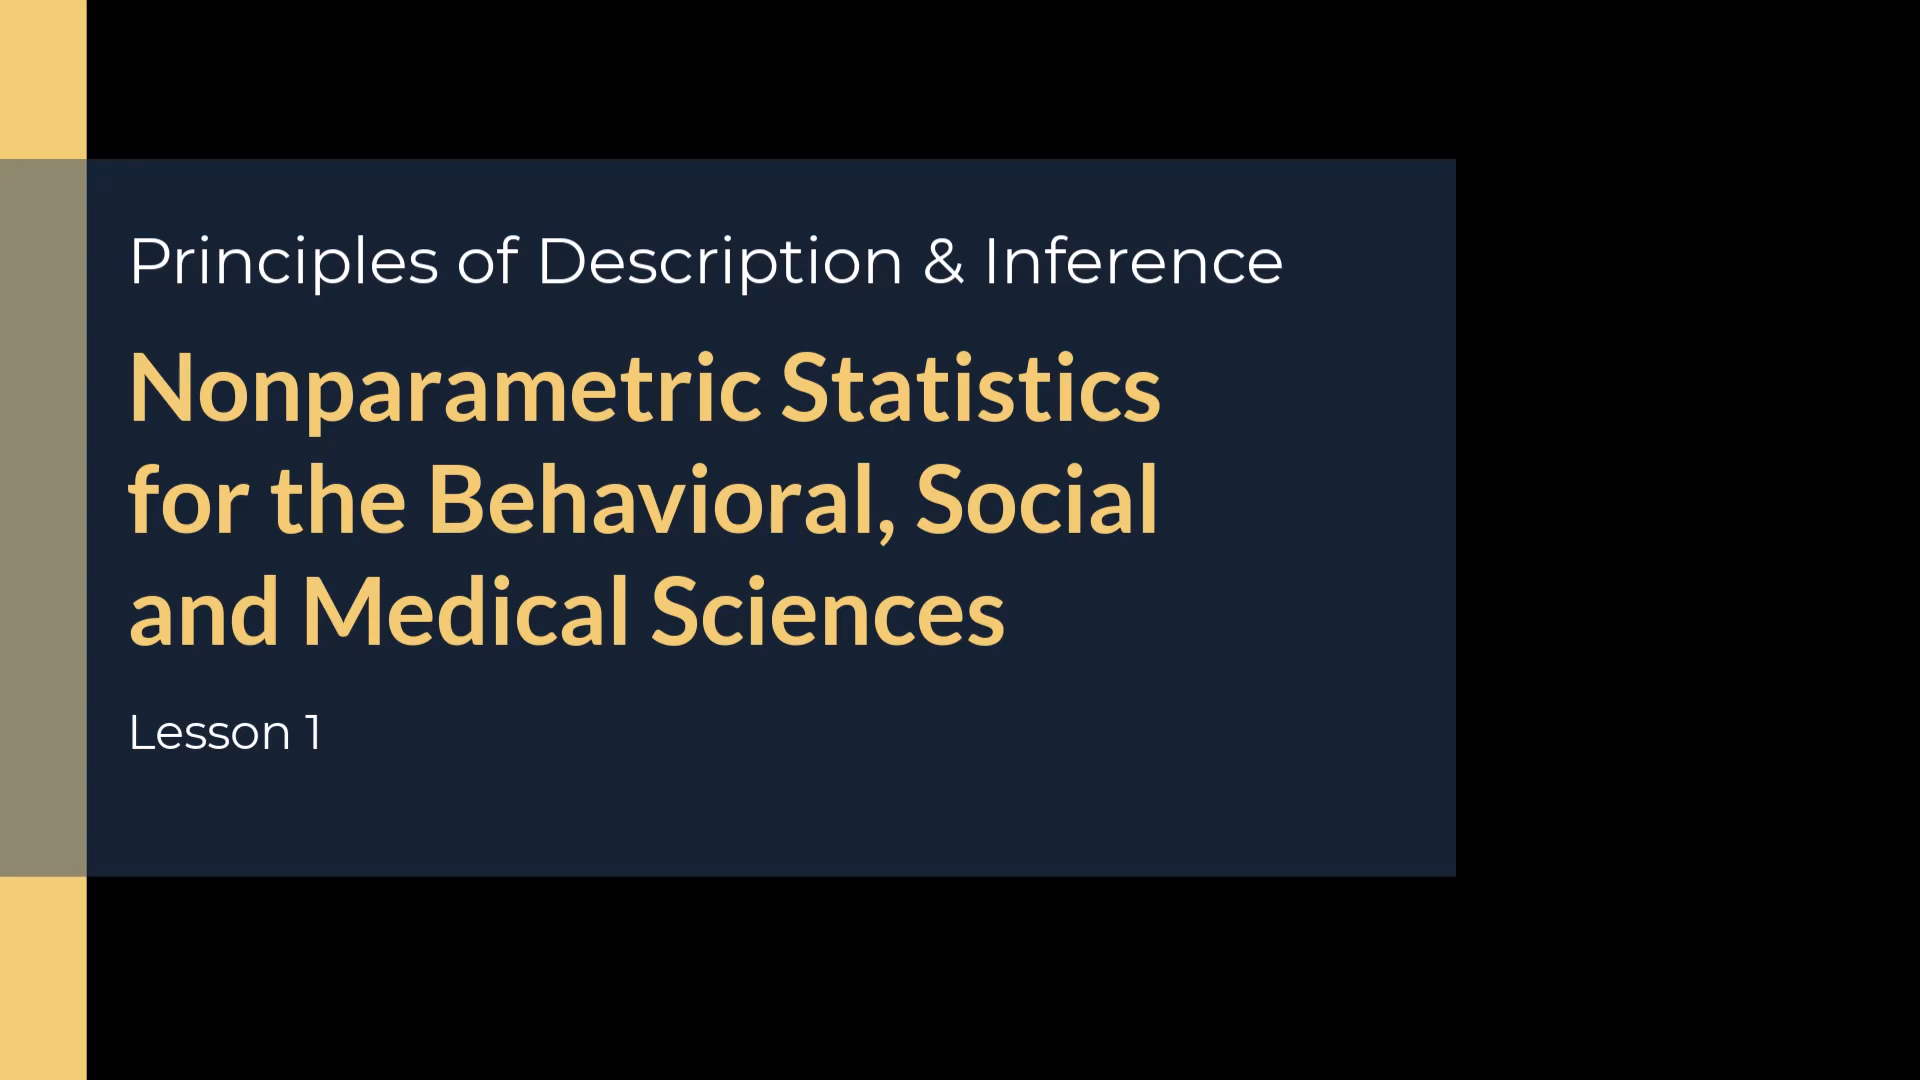 Principles of Description & Inference
Nonparametric Statistics
for the Behavioral, Social
and Medical Sciences
Lesson 1